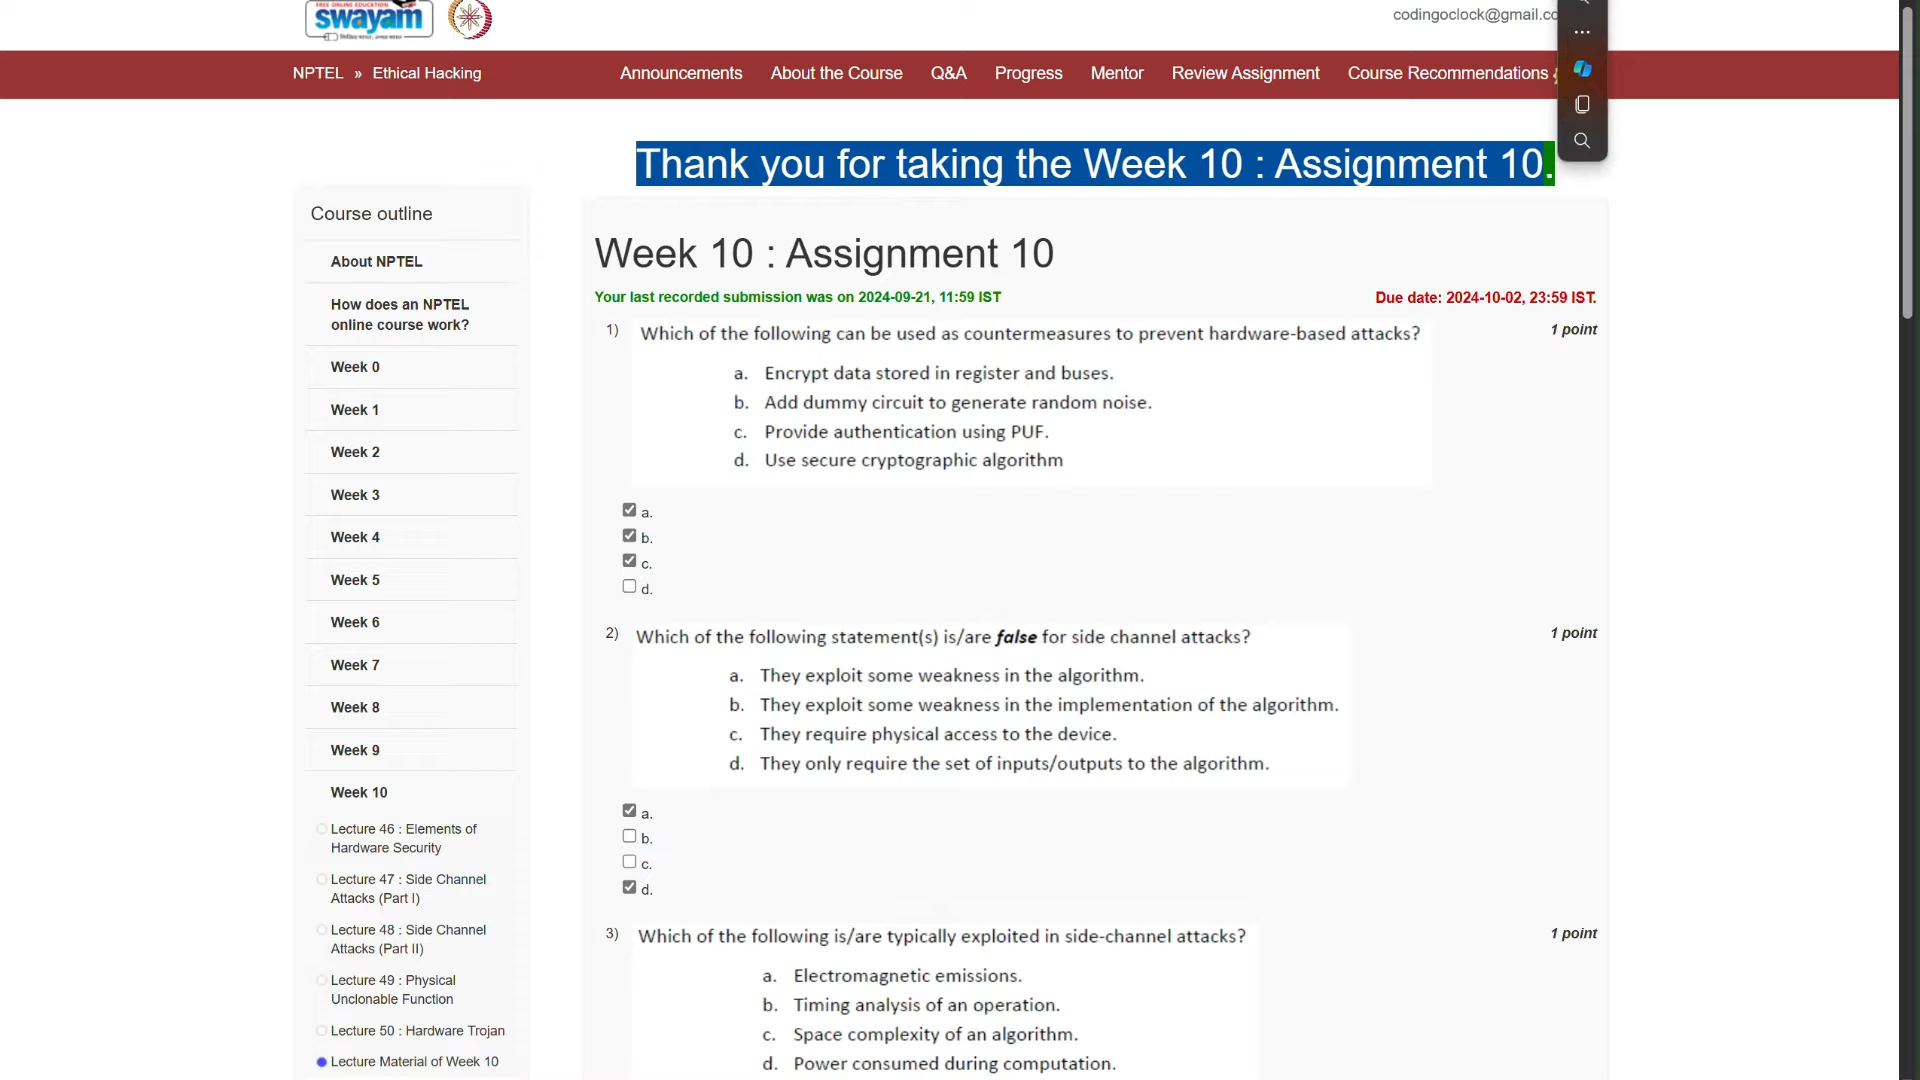 FREE ONLINE EDUCATION
swayam
codingoclock@gmail.co
NPTEL » Ethical Hacking
Announcements
About the Course
Q&A
Progress
Mentor
Review Assignment
Course Recommendations
Thank you for taking the Week 10 : Assignment 10.
Course outline
About NPTEL
How does an NPTEL
online course work?
Week 0
Week 1
Week 2
Week 3
Week 4
Week 5
Week 6
Week 7
Week 8
Week 9
Week 10
Lecture 46 : Elements of
Hardware Security
Lecture 47 : Side Channel
Attacks (Part I)
Lecture 48 : Side Channel
Attacks (Part II)
Lecture 49 : Physical
Unclonable Function
Lecture 50 : Hardware Trojan
Lecture Material of Week 10
Week 10 : Assignment 10
Your last recorded submission was on 2024-09-21, 11:59 IST
Due date: 2024-10-02, 23:59 IST.
1) Which of the following can be used as countermeasures to prevent hardware-based attacks?
1 point
a. Encrypt data stored in register and buses.
b. Add dummy circuit to generate random noise.
c. Provide authentication using PUF.
d. Use secure cryptographic algorithm
a.
b.
c.
d.
2) Which of the following statement(s) is/are false for side channel attacks?
1 point
a. They exploit some weakness in the algorithm.
b. They exploit some weakness in the implementation of the algorithm.
c. They require physical access to the device.
d. They only require the set of inputs/outputs to the algorithm.
a.
b.
c.
d.
3) Which of the following is/are typically exploited in side-channel attacks?
1 point
a. Electromagnetic emissions.
b. Timing analysis of an operation.
c. Space complexity of an algorithm.
d. Power consumed during computation.